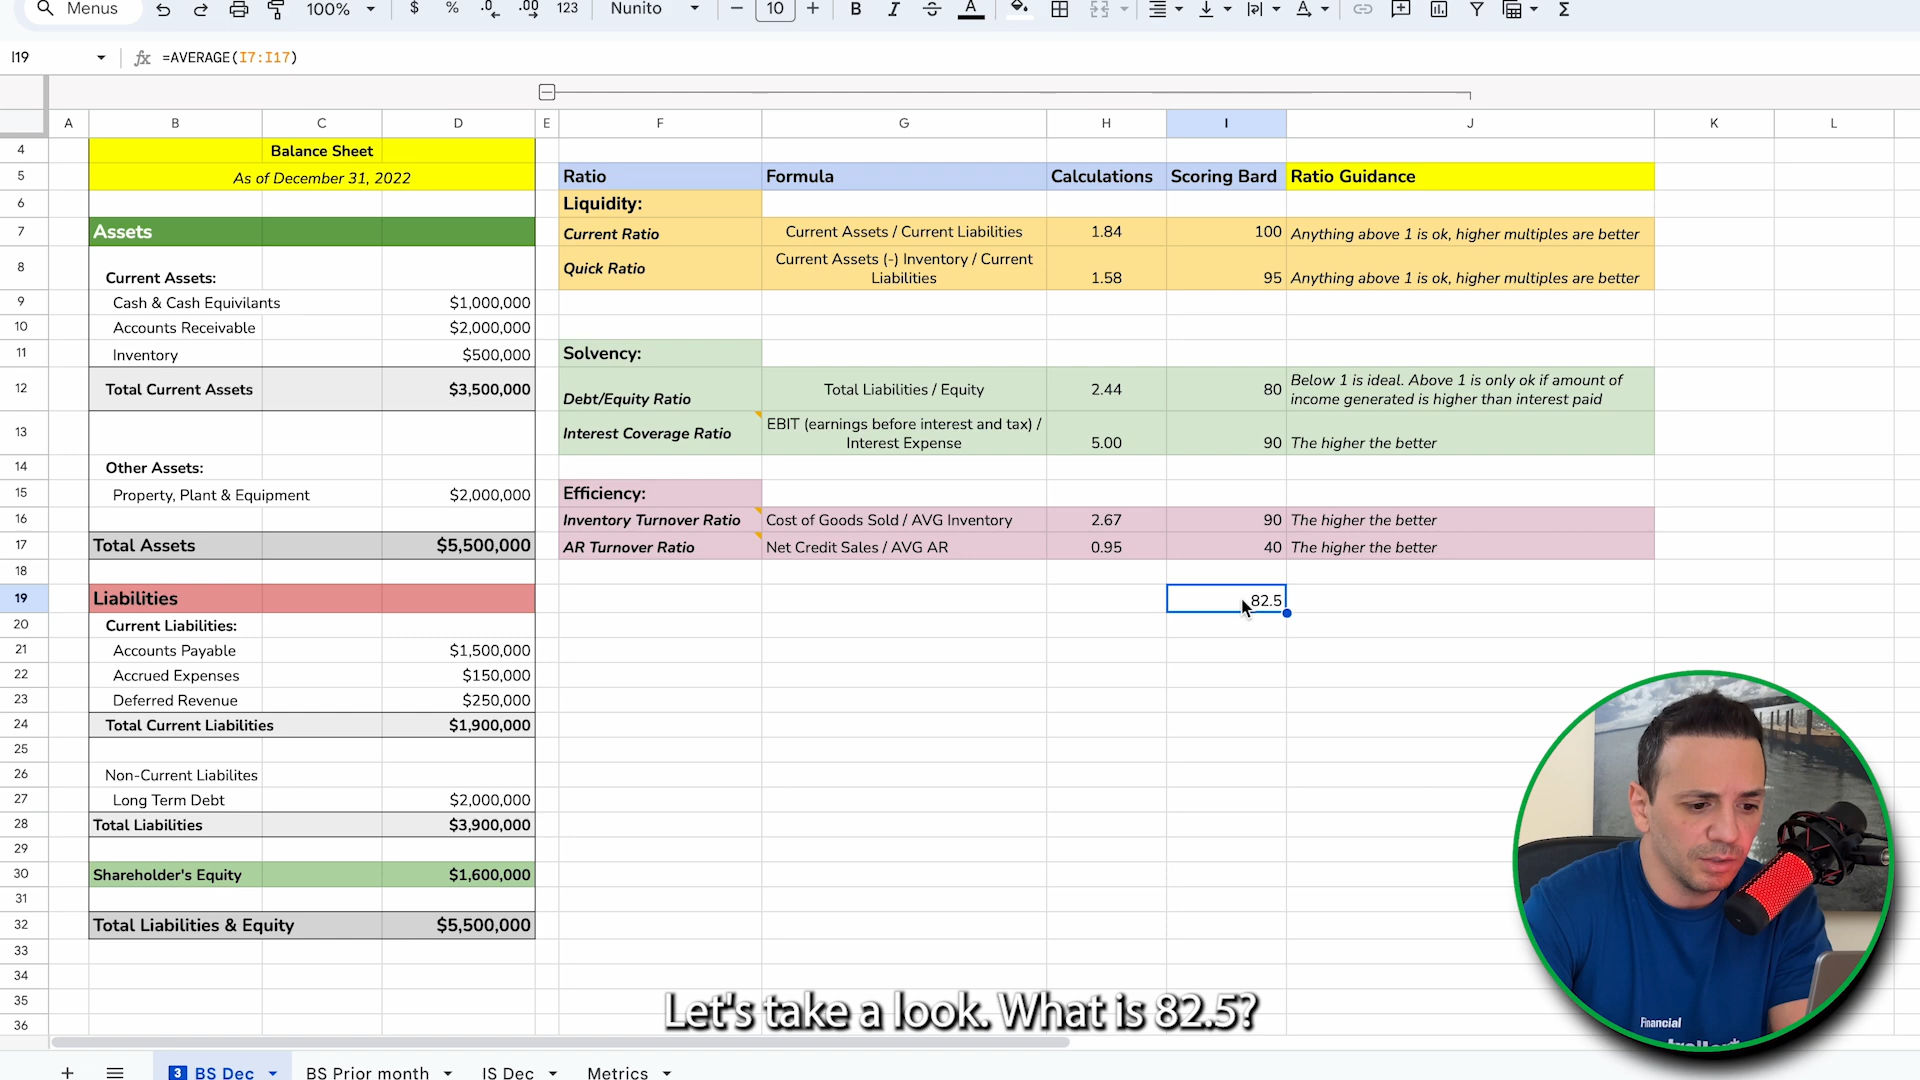 Menus 100% $ % .0 .00 123 Nunito 10 B I A Σ
I19 fx =AVERAGE(I7:I17)
A B C D E F G H I J K L
4 Balance Sheet
5 As of December 31, 2022 Ratio Formula Calculations Scoring Bard Ratio Guidance
6 Liquidity:
7 Assets Current Ratio Current Assets / Current Liabilities 1.84 100 Anything above 1 is ok, higher multiples are better
8 Current Assets: Quick Ratio Current Assets (-) Inventory / Current
Liabilities 1.58 95 Anything above 1 is ok, higher multiples are better
9 Cash & Cash Equivilants $1,000,000
10 Accounts Receivable $2,000,000
11 Inventory $500,000 Solvency:
12 Total Current Assets $3,500,000 Debt/Equity Ratio Total Liabilities / Equity 2.44 80 Below 1 is ideal. Above 1 is only ok if amount of
income generated is higher than interest paid
13 Interest Coverage Ratio EBIT (earnings before interest and tax) /
Interest Expense 5.00 90 The higher the better
14 Other Assets:
15 Property, Plant & Equipment $2,000,000 Efficiency:
16 Inventory Turnover Ratio Cost of Goods Sold / AVG Inventory 2.67 90 The higher the better
17 Total Assets $5,500,000 AR Turnover Ratio Net Credit Sales / AVG AR 0.95 40 The higher the better
18
19 Liabilities 82.5
20 Current Liabilities:
21 Accounts Payable $1,500,000
22 Accrued Expenses $150,000
23 Deferred Revenue $250,000
24 Total Current Liabilities $1,900,000
25
26 Non-Current Liabilites
27 Long Term Debt $2,000,000
28 Total Liabilities $3,900,000
29
30 Shareholder's Equity $1,600,000
31
32 Total Liabilities & Equity $5,500,000
33
34
35
36
Let's take a look. What is 82.5?
Financial
3 BS Dec BS Prior month IS Dec Metrics